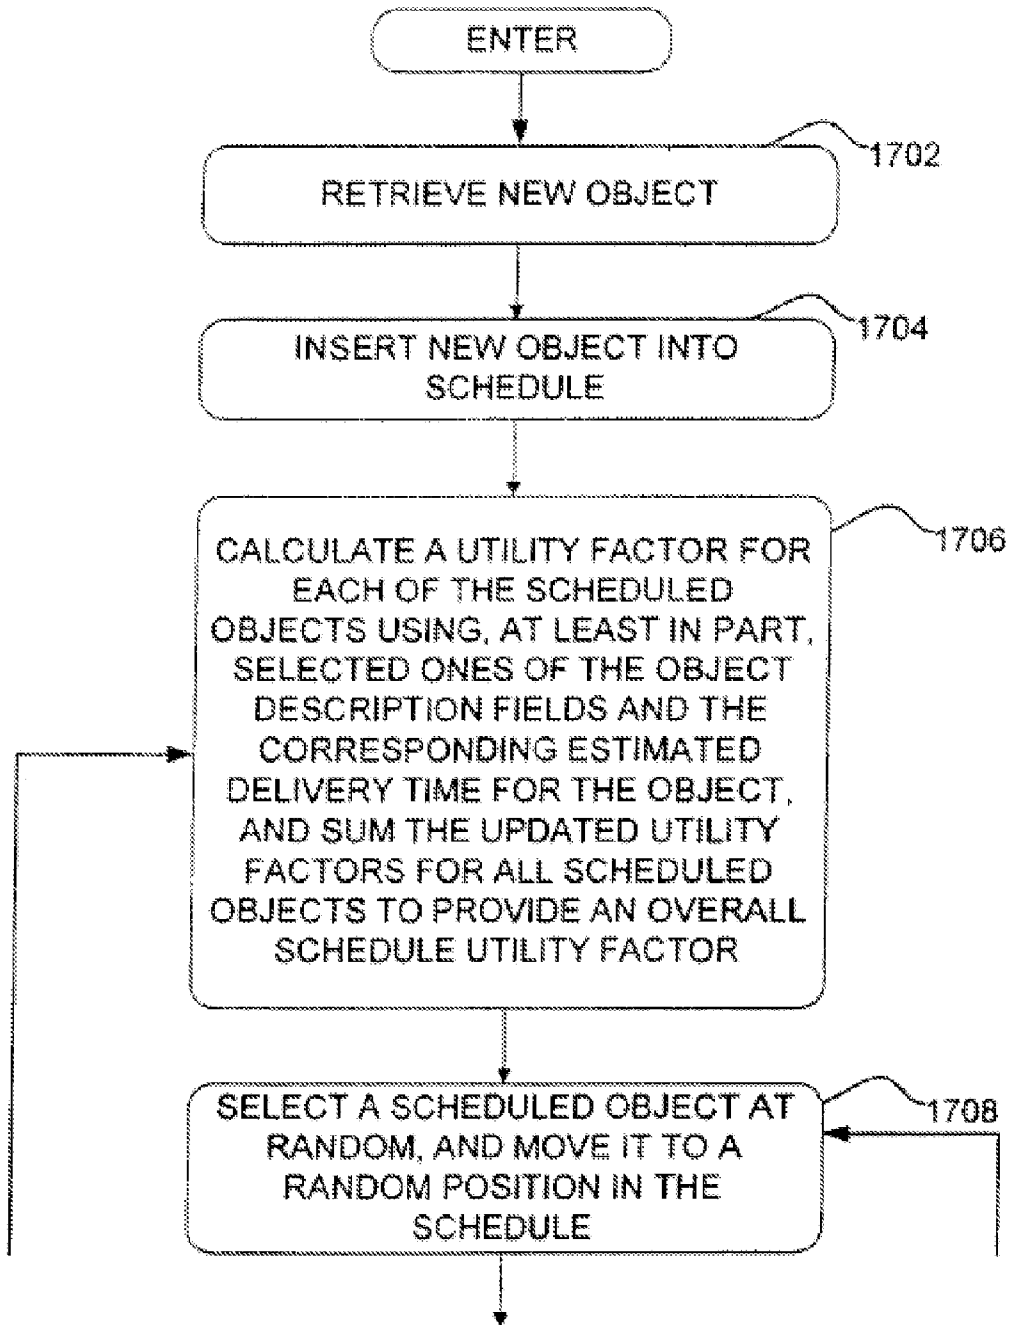 ENTER
1702
RETRIEVE NEW OBJECT
1704
INSERT NEW OBJECT INTO
SCHEDULE
1706
CALCULATE A UTILITY FACTOR FOR
EACH OF THE SCHEDULED
OBJECTS USING, AT LEAST IN PART,
SELECTED ONES OF THE OBJECT
DESCRIPTION FIELDS AND THE
CORRESPONDING ESTIMATED
DELIVERY TIME FOR THE OBJECT,
AND SUM THE UPDATED UTILITY
FACTORS FOR ALL SCHEDULED
OBJECTS TO PROVIDE AN OVERALL
SCHEDULE UTILITY FACTOR
1708
SELECT A SCHEDULED OBJECT AT
RANDOM, AND MOVE IT TO A
RANDOM POSITION IN THE
SCHEDULE